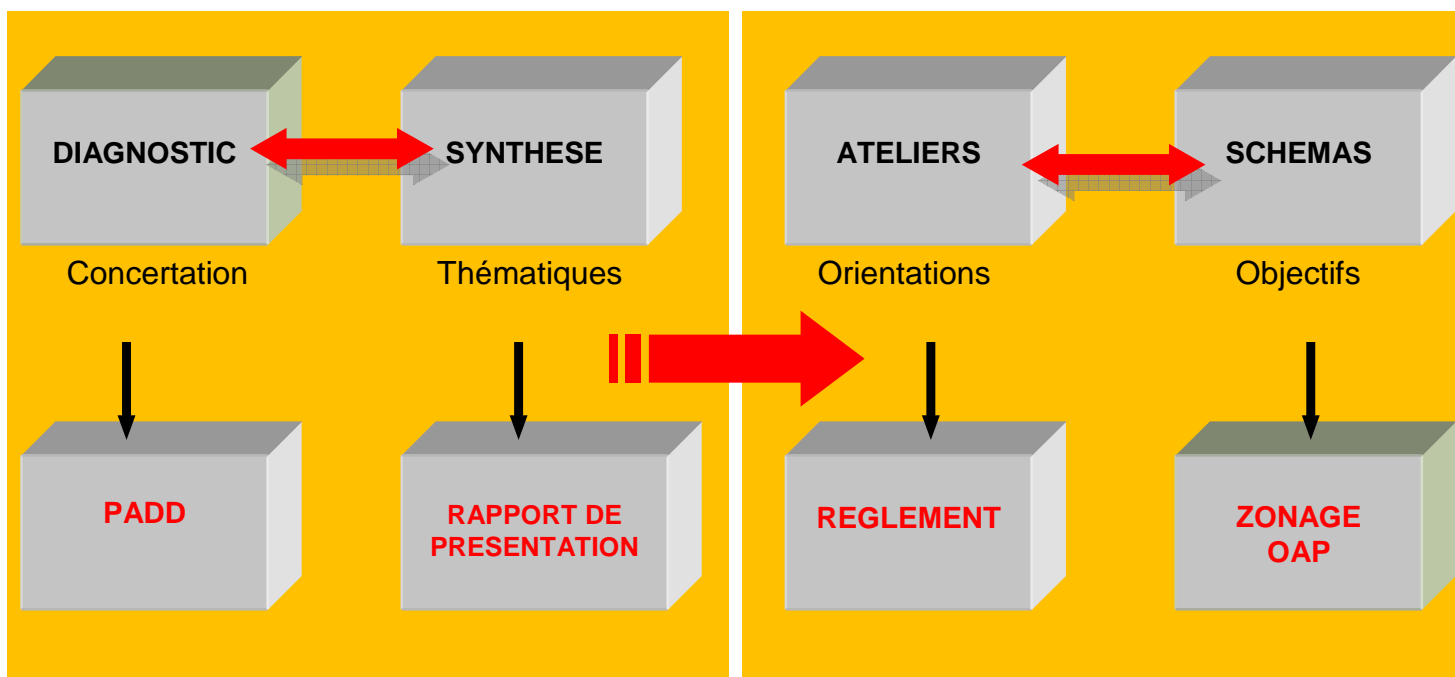 DIAGNOSTIC
SYNTHESE
ATELIERS
SCHEMAS
Concertation
Thématiques
Orientations
Objectifs
PADD
RAPPORT DE
PRESENTATION
REGLEMENT
ZONAGE
OAP